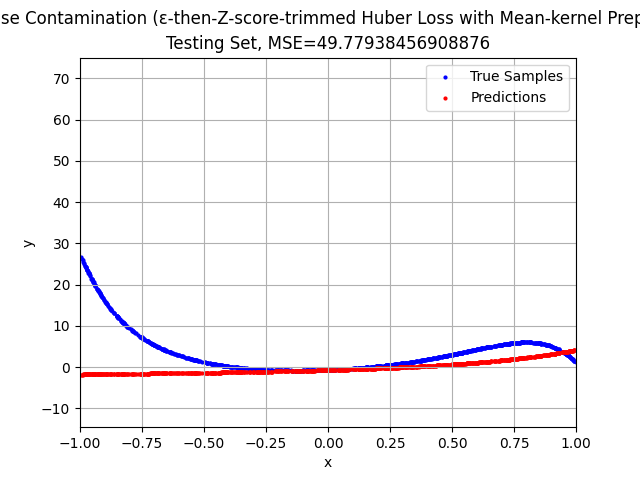 se Contamination (ε-then-Z-score-trimmed Huber Loss with Mean-kernel Prep
Testing Set, MSE=49.77938456908876
True Samples
Predictions
y
70
60
50
40
30
20
10
0
−10
−1.00 −0.75 −0.50 −0.25 0.00 0.25 0.50 0.75 1.00
x